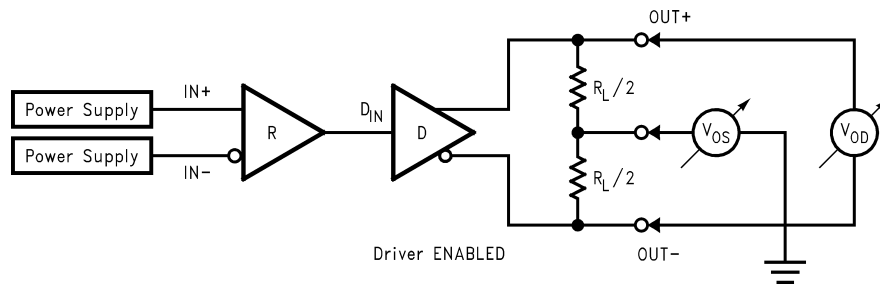 OUT+
IN+
Power Supply
R
D_IN
D
R_L/2
V_OS
V_OD
Power Supply
IN-
R_L/2
Driver ENABLED
OUT-